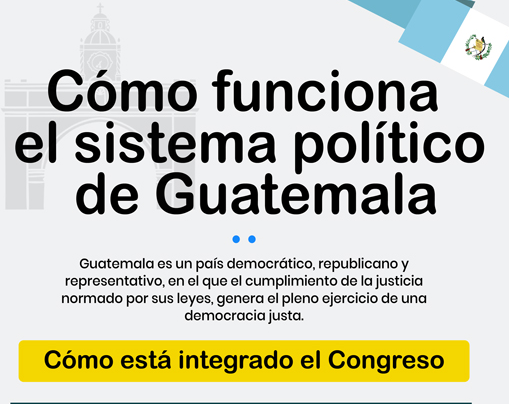 Cómo funciona
el sistema político
de Guatemala
Guatemala es un país democrático, republicano y
representativo, en el que el cumplimiento de la justicia
normado por sus leyes, genera el pleno ejercicio de una
democracia justa.
Cómo está integrado el Congreso